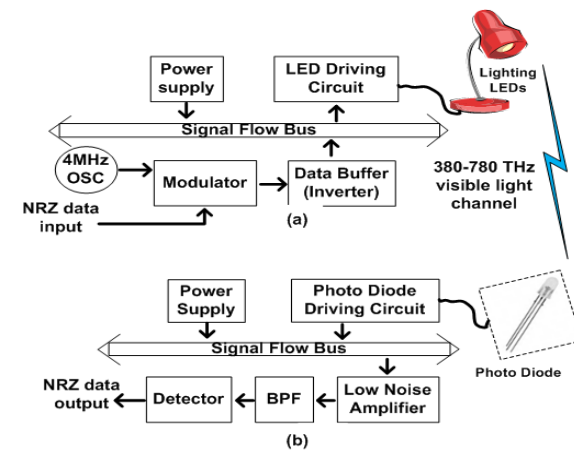 Power
supply
LED Driving
Circuit
Lighting
LEDs
Signal Flow Bus
4MHz
OSC
Modulator
Data Buffer
(Inverter)
380-780 THz
visible light
channel
NRZ data
input
(a)
Power
Supply
Photo Diode
Driving Circuit
Signal Flow Bus
Photo Diode
NRZ data
output
Detector
BPF
Low Noise
Amplifier
(b)